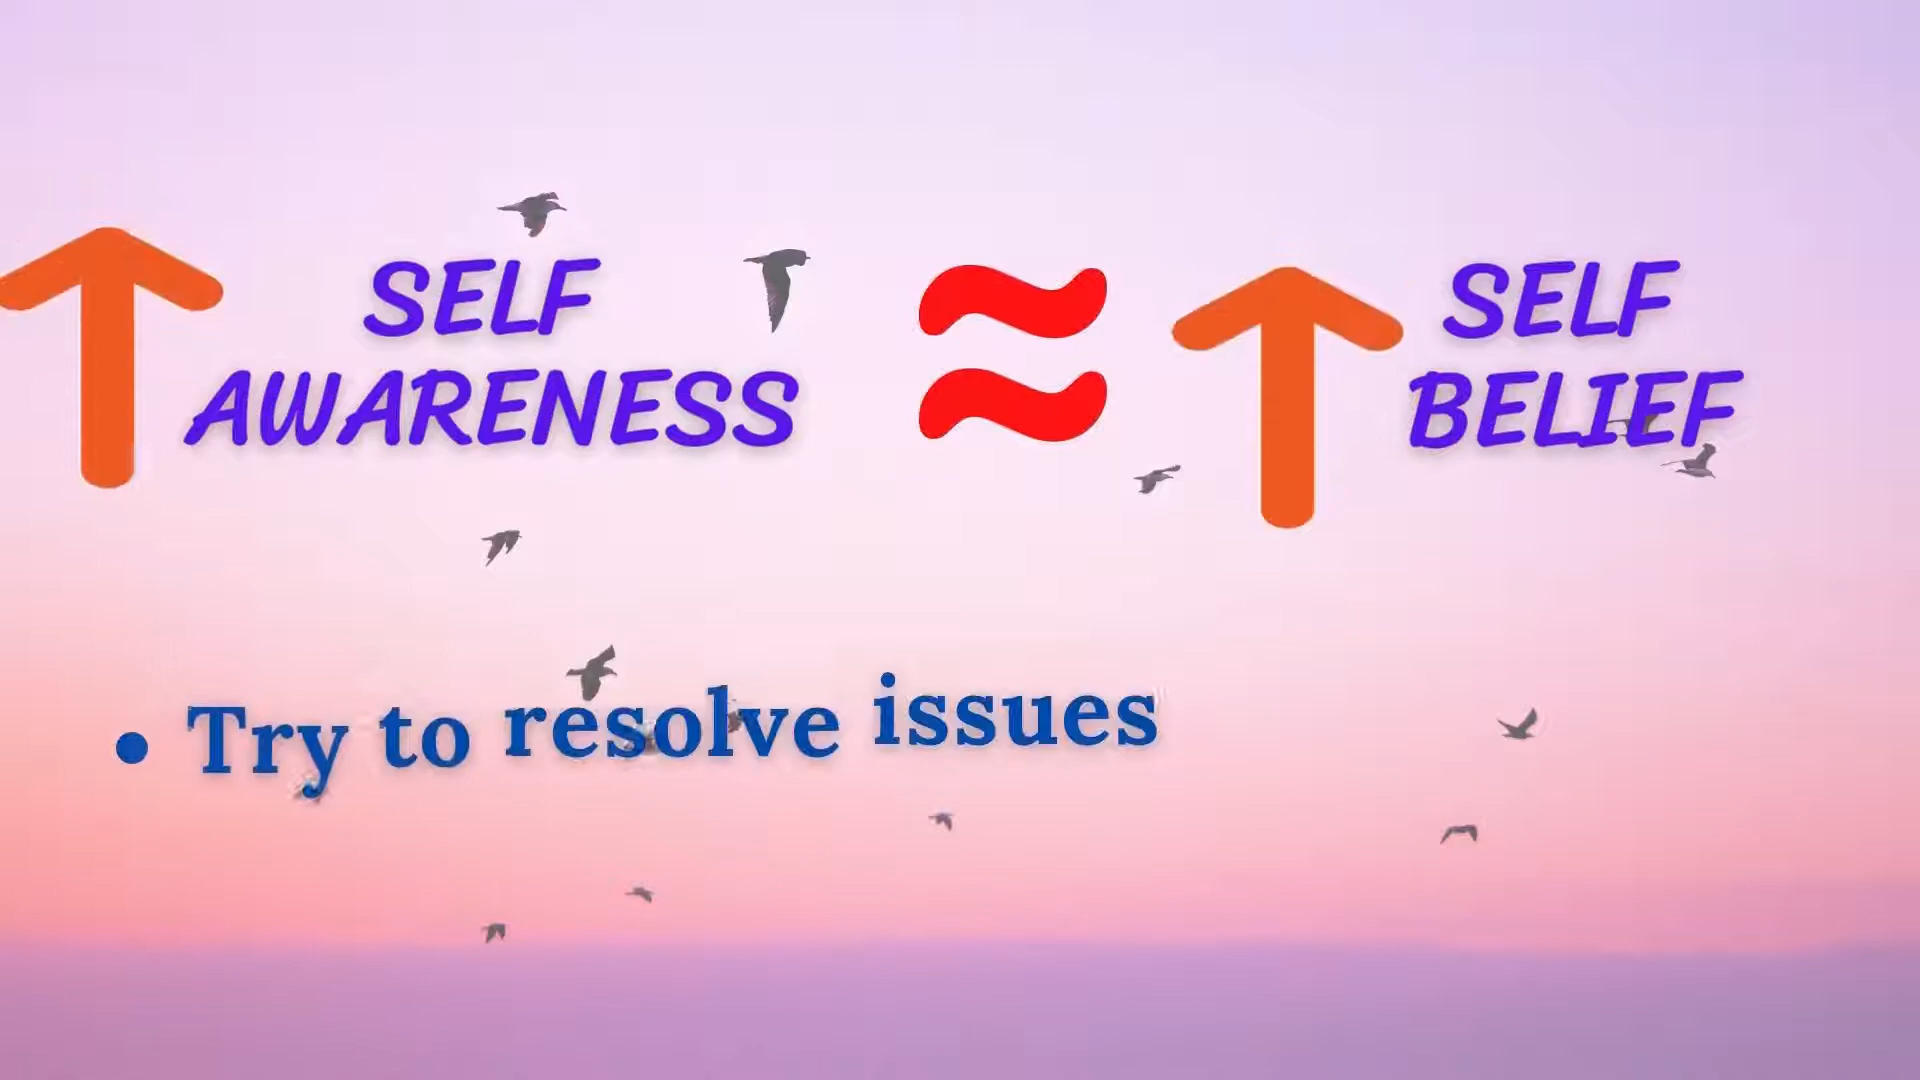 ↑ SELF AWARENESS ≈ ↑ SELF BELIEF
• Try to resolve issues